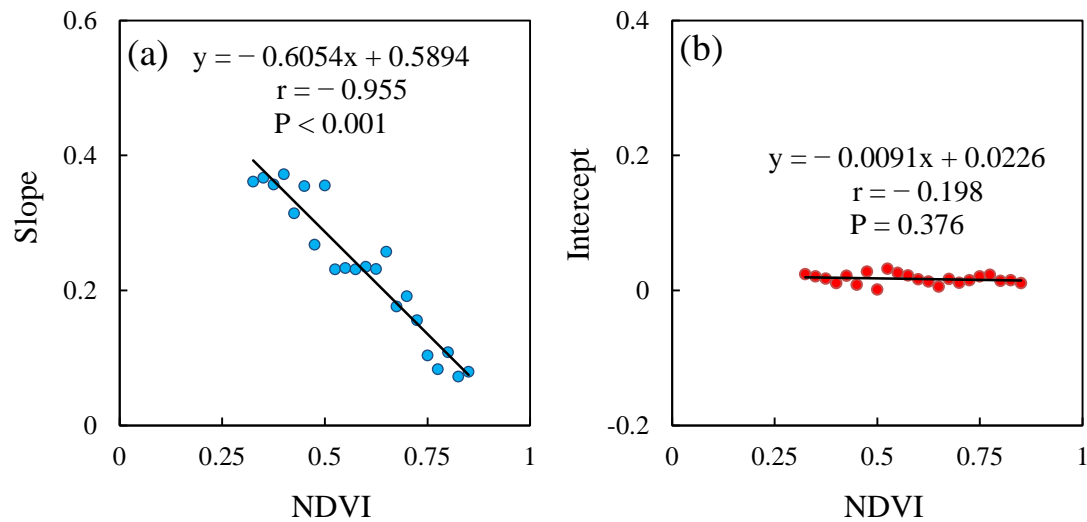 (a)
y = − 0.6054x + 0.5894
r = − 0.955
P < 0.001
0.6
0.4
0.2
0
Slope
0
0.25
0.5
0.75
1
NDVI
(b)
y = − 0.0091x + 0.0226
r = − 0.198
P = 0.376
0.4
0.2
0
-0.2
Intercept
0
0.25
0.5
0.75
1
NDVI